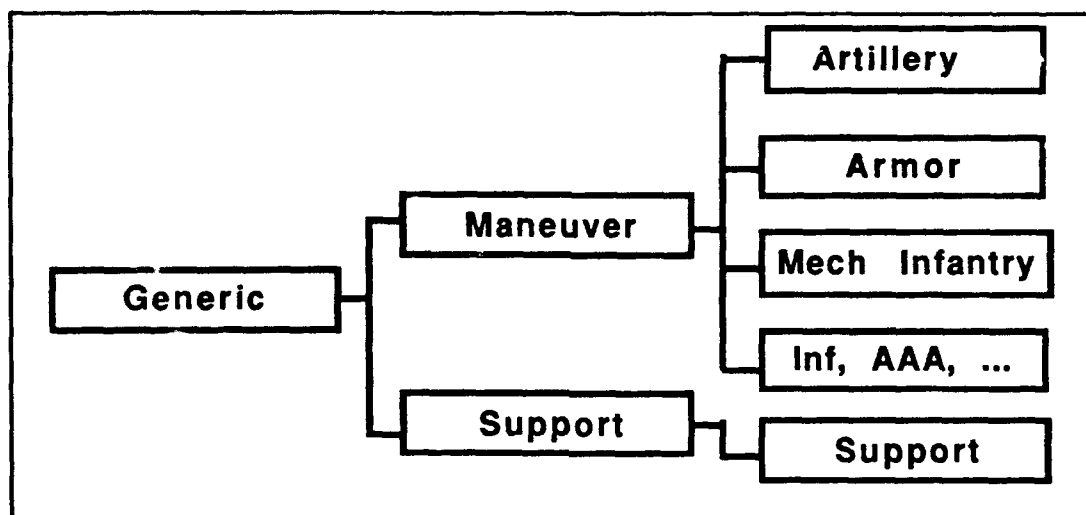 Generic
Maneuver
Support
Artillery
Armor
Mech Infantry
Inf, AAA, ...
Support